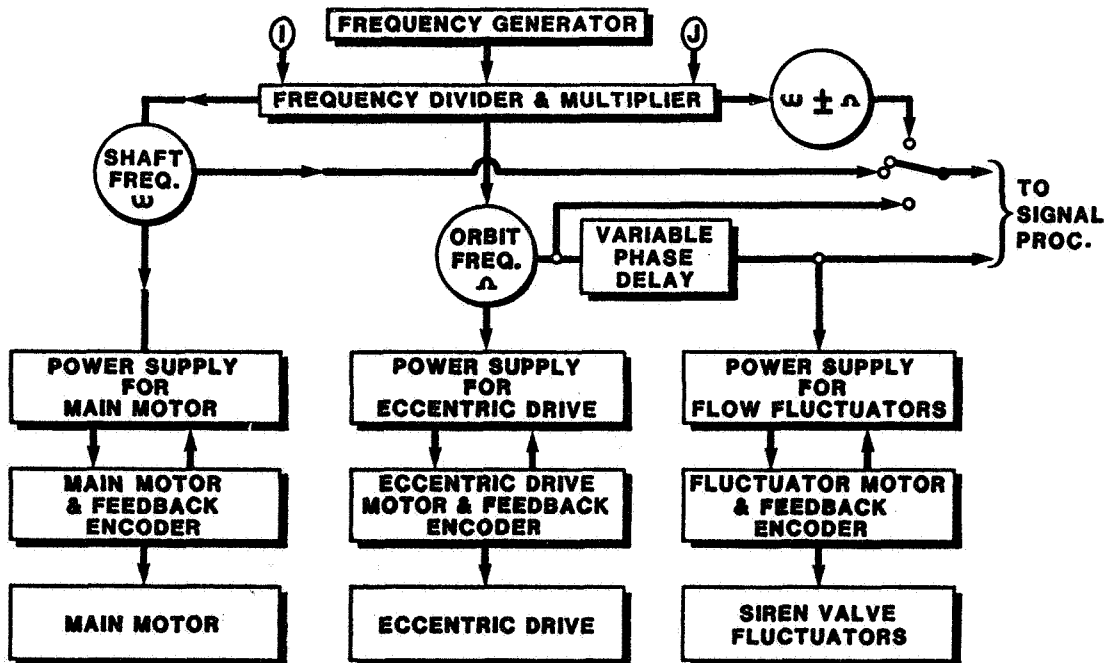 FREQUENCY GENERATOR
I
J
FREQUENCY DIVIDER & MULTIPLIER
ω ± Ω
SHAFT
FREQ.
ω
ORBIT
FREQ.
Ω
VARIABLE
PHASE
DELAY
TO
SIGNAL
PROC.
POWER SUPPLY
FOR
MAIN MOTOR
POWER SUPPLY
FOR
ECCENTRIC DRIVE
POWER SUPPLY
FOR
FLOW FLUCTUATORS
MAIN MOTOR
& FEEDBACK
ENCODER
ECCENTRIC DRIVE
MOTOR & FEEDBACK
ENCODER
FLUCTUATOR MOTOR
& FEEDBACK
ENCODER
MAIN MOTOR
ECCENTRIC DRIVE
SIREN VALVE
FLUCTUATORS